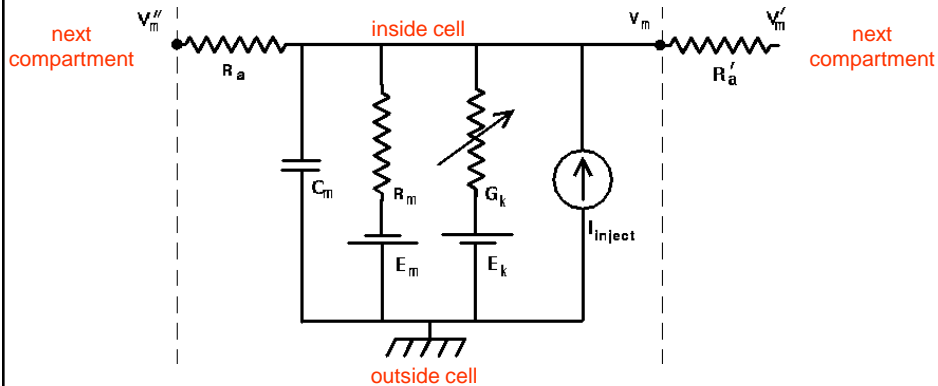 V''m
inside cell
Vm
V'm
next
compartment
next
compartment
Ra
R'a
Cm
Rm
Gk
Iinject
Em
Ek
outside cell